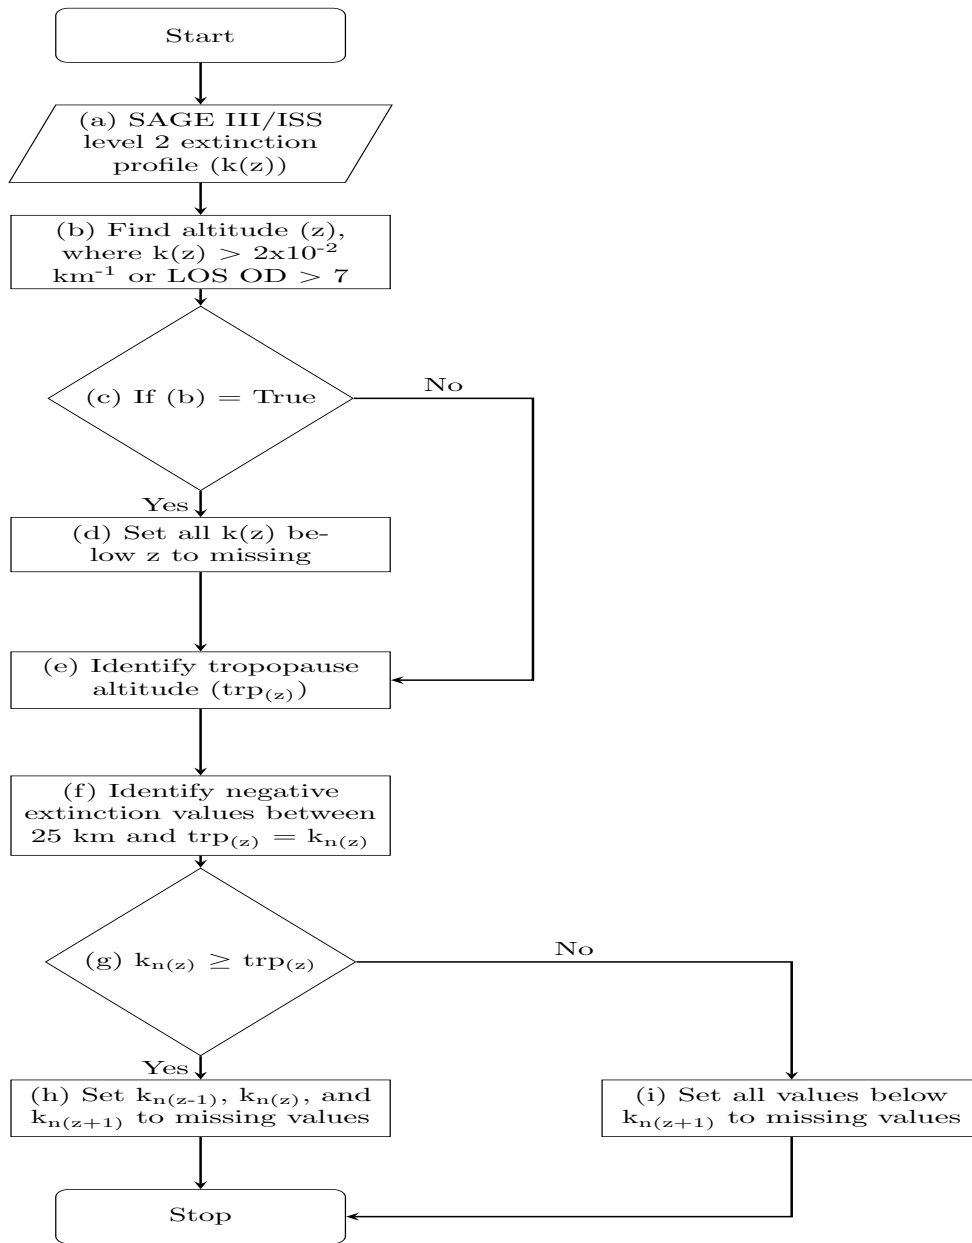 Start
(a) SAGE III/ISS
level 2 extinction
profile (k(z))
(b) Find altitude (z),
where k(z) > 2x10⁻²
km⁻¹ or LOS OD > 7
(c) If (b) = True
No
Yes
(d) Set all k(z) be-
low z to missing
(e) Identify tropopause
altitude (trp₍z₎)
(f) Identify negative
extinction values between
25 km and trp₍z₎ = kn(z)
(g) kn(z) ≥ trp(z)
No
Yes
(h) Set kn(z-1), kn(z), and
kn(z+1) to missing values
(i) Set all values below
kn(z+1) to missing values
Stop